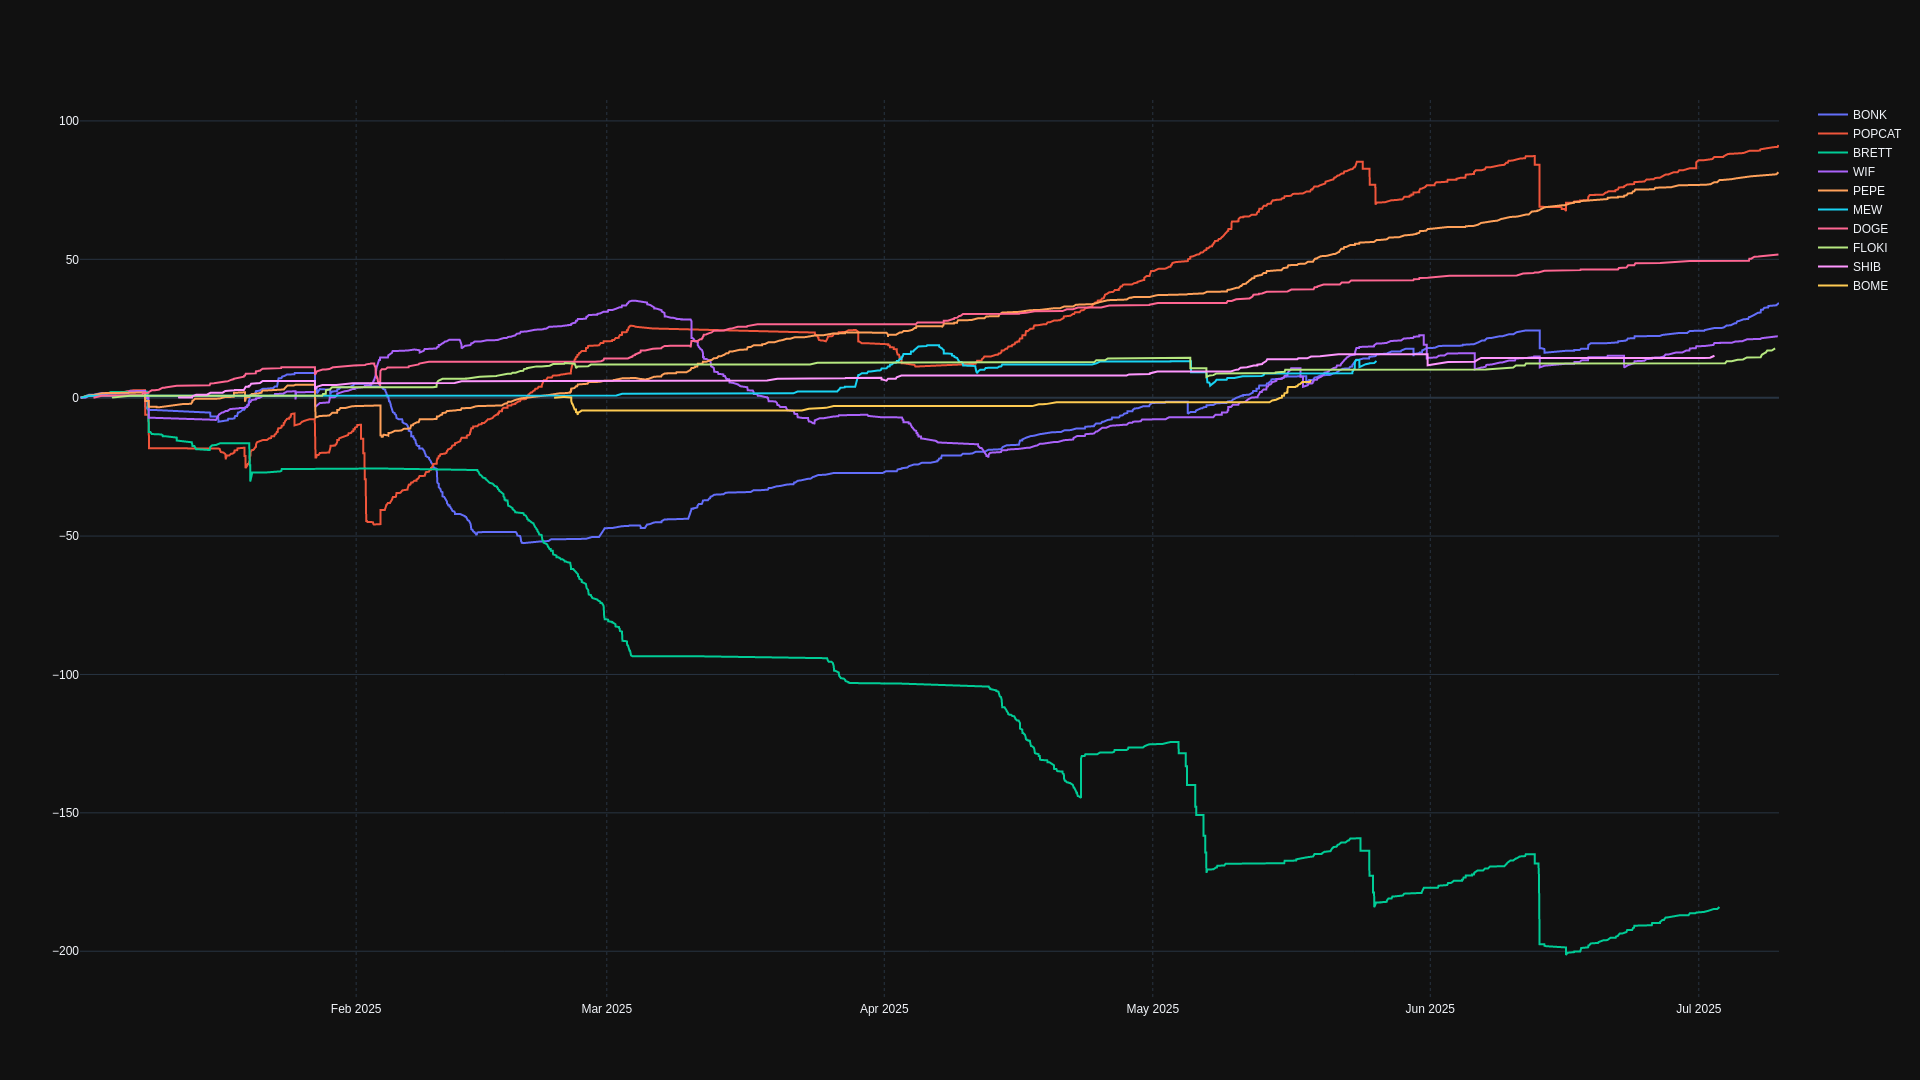 100
50
0
−50
−100
−150
−200
Feb 2025
Mar 2025
Apr 2025
May 2025
Jun 2025
Jul 2025
BONK
POPCAT
BRETT
WIF
PEPE
MEW
DOGE
FLOKI
SHIB
BOME